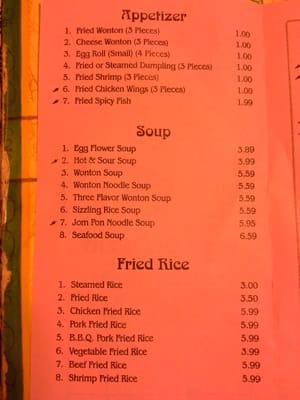 Appetizer
1. Fried Wonton (3 Pieces) 1.00
2. Cheese Wonton (3 Pieces) 1.00
3. Egg Roll (Small) (4 Pieces) 1.00
4. Fried or Steamed Dumpling (3 Pieces) 1.00
5. Fried Shrimp (3 Pieces) 1.00
6. Fried Chicken Wings (3 Pieces) 1.00
7. Fried Spicy Fish 1.99
Soup
1. Egg Flower Soup 3.89
2. Hot & Sour Soup 3.99
3. Wonton Soup 5.59
4. Wonton Noodle Soup 5.59
5. Three Flavor Wonton Soup 5.59
6. Sizzling Rice Soup 5.59
7. Jom Pon Noodle Soup 5.95
8. Seafood Soup 6.59
Fried Rice
1. Steamed Rice 3.00
2. Fried Rice 3.50
3. Chicken Fried Rice 5.99
4. Pork Fried Rice 5.99
5. B.B.Q. Pork Fried Rice 5.99
6. Vegetable Fried Rice 3.99
7. Beef Fried Rice 5.99
8. Shrimp Fried Rice 5.99